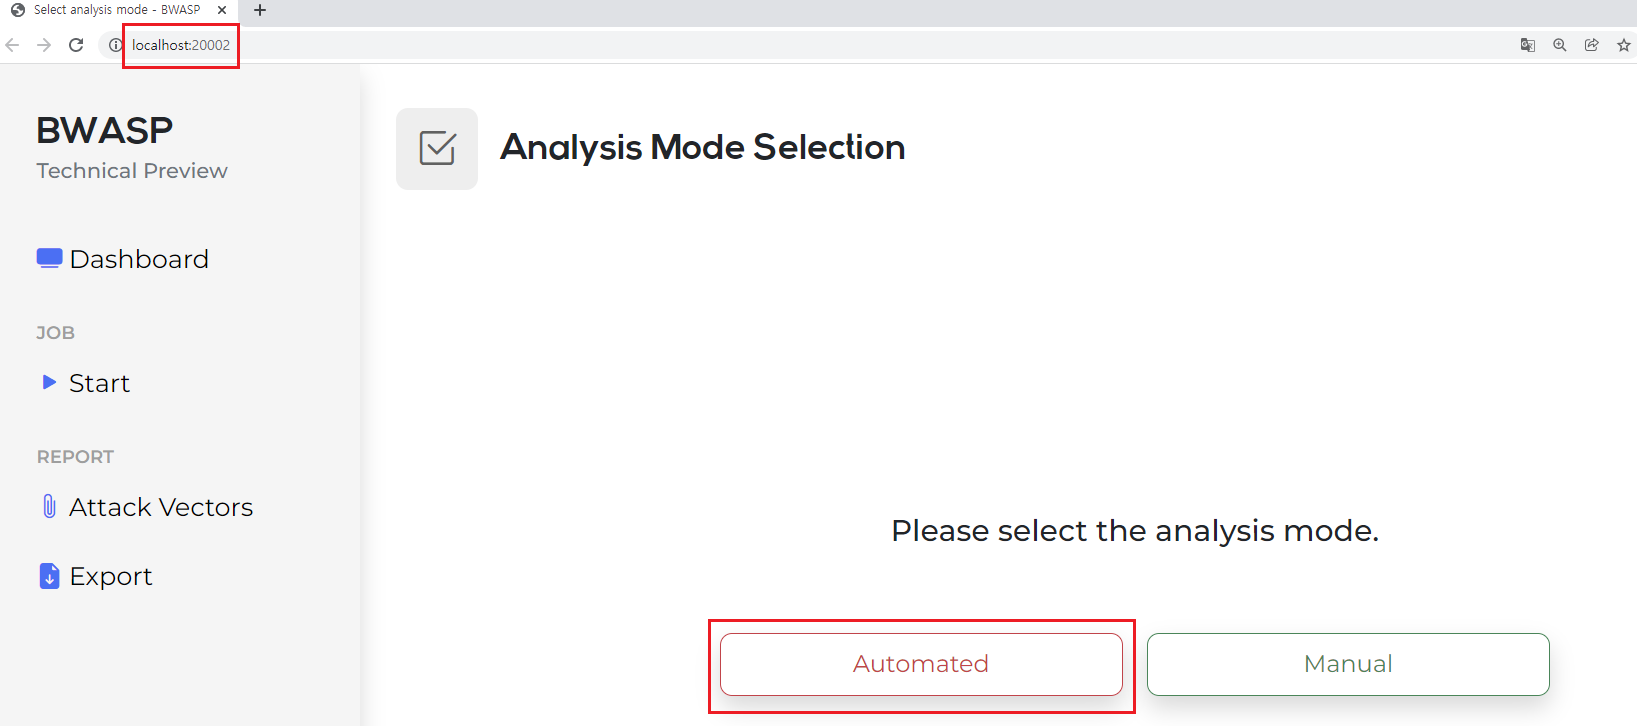 Select analysis mode - BWASP
localhost:20002
BWASP
Technical Preview
Dashboard
JOB
Start
REPORT
Attack Vectors
Export
Analysis Mode Selection
Please select the analysis mode.
Automated
Manual